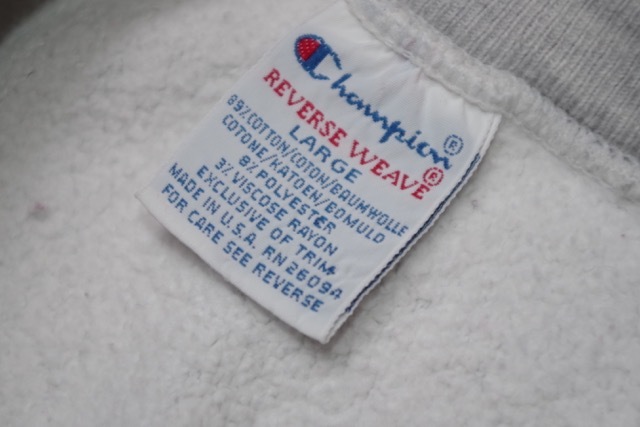 Champion®
REVERSE WEAVE®
LARGE
89% COTTON/COTON/BAUMWOLLE
COTONE/KATOEN/BOMULD
8% POLYESTER
3% VISCOSE RAYON
EXCLUSIVE OF TRIM
MADE IN U.S.A. RN 26094
FOR CARE SEE REVERSE